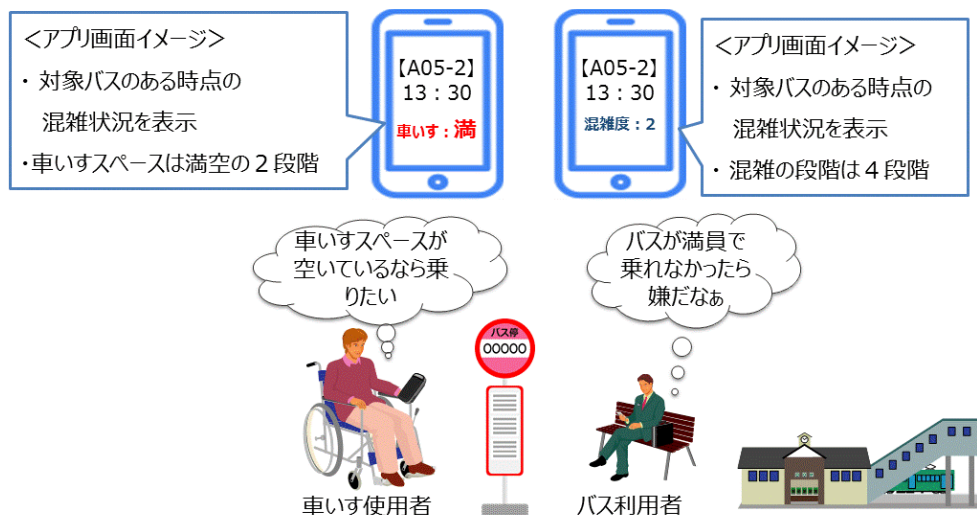 <アプリ画面イメージ>
・ 対象バスのある時点の
混雑状況を表示
・車いすスペースは満空の2段階
【A05-2】
13：30
車いす：満
【A05-2】
13：30
混雑度：2
<アプリ画面イメージ>
・ 対象バスのある時点の
混雑状況を表示
・ 混雑の段階は4段階
車いすスペースが
空いているなら乗
りたい
バスが満員で
乗れなかったら
嫌だなぁ
バス停
00000
車いす使用者
バス利用者